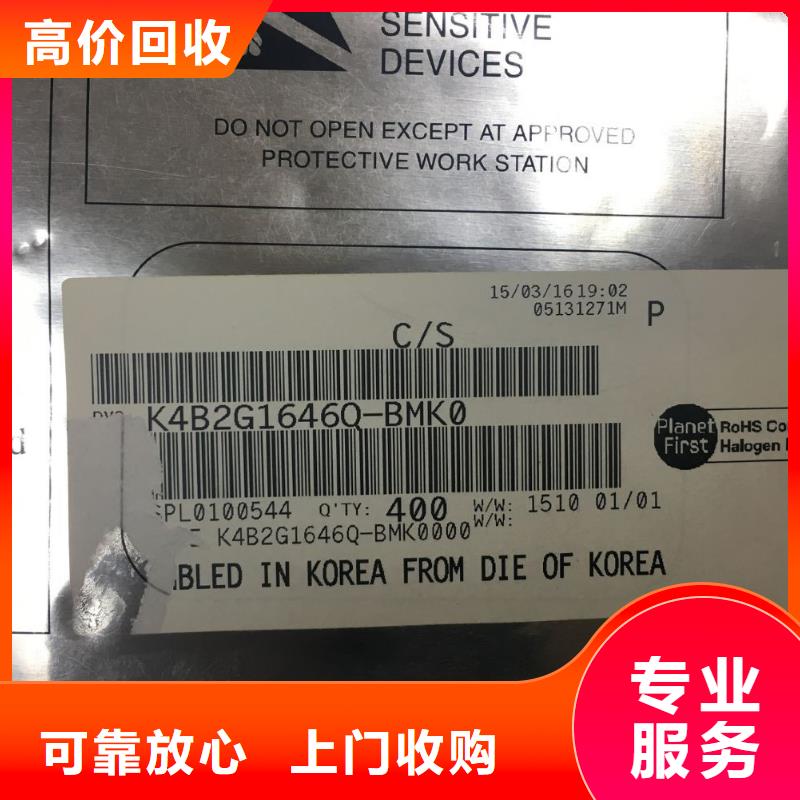 高价回收
SENSITIVE
DEVICES
DO NOT OPEN EXCEPT AT APPROVED
PROTECTIVE WORK STATION
15/03/16 19:02
05131271M
P
C/S
K4B2G1646Q-BMK0
Planet First
RoHS Co
Halogen
PL0100544 Q'TY: 400 W/W: 1510 01/01
W/W:
K4B2G1646Q-BMK0000
BLED IN KOREA FROM DIE OF KOREA
专业
服务
可靠放心 上门收购